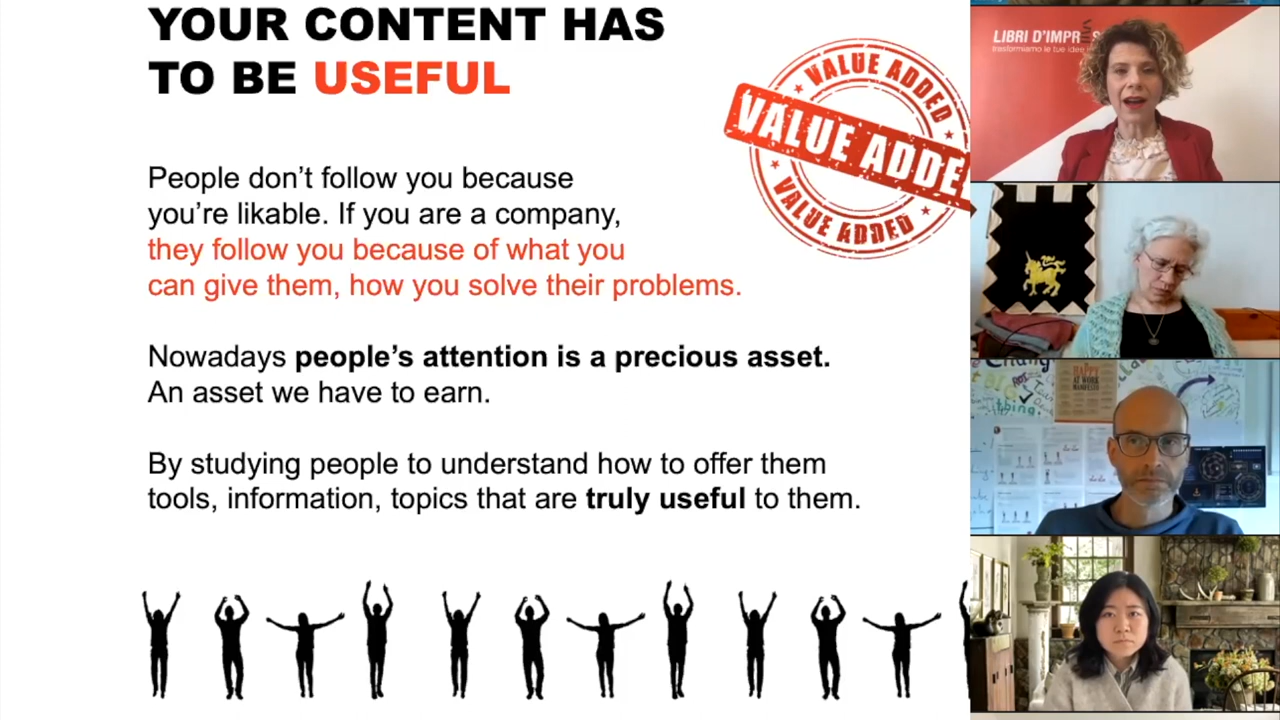 YOUR CONTENT HAS
TO BE USEFUL
VALUE ADDED
VALUE ADDE
VALUE ADDED
People don’t follow you because
you’re likable. If you are a company,
they follow you because of what you
can give them, how you solve their problems.
Nowadays people’s attention is a precious asset.
An asset we have to earn.
By studying people to understand how to offer them
tools, information, topics that are truly useful to them.
LIBRI D'IMPR
trasformiamo le tue idee
HAPPY
AT WORK
MANIFESTO
thing.